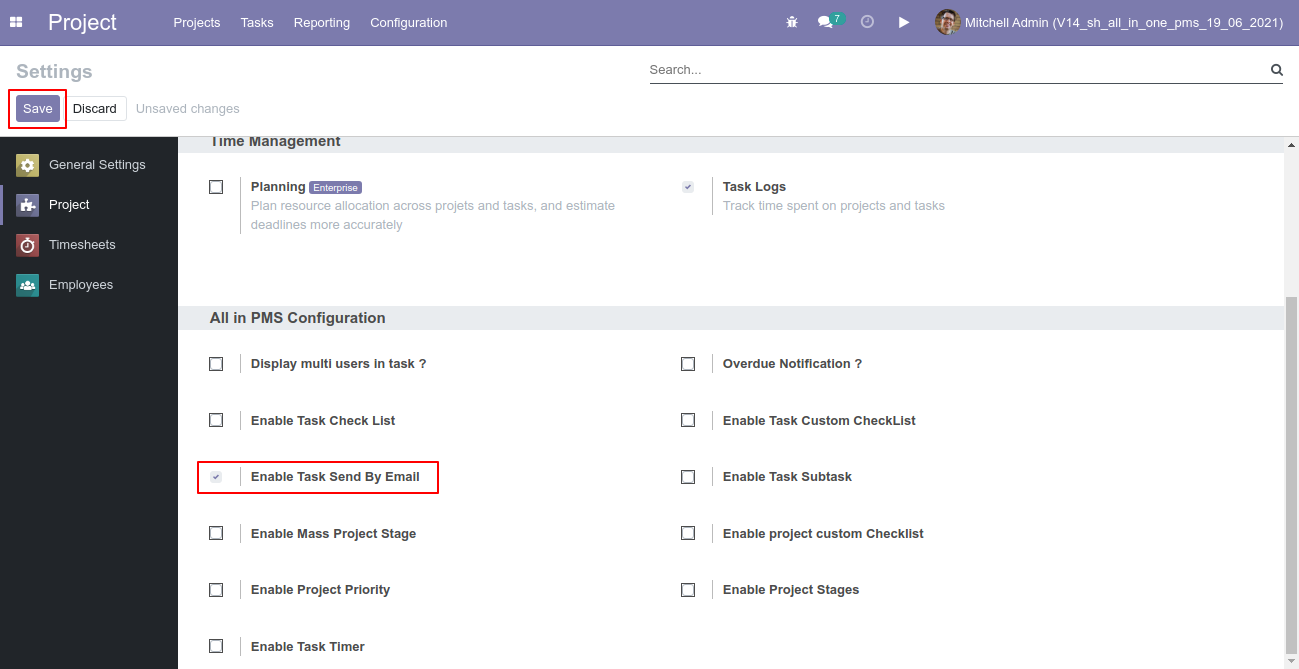 Project Projects Tasks Reporting Configuration 7 Mitchell Admin (V14_sh_all_in_one_pms_19_06_2021)
Settings Search...
Save Discard Unsaved changes
General Settings
Project
Timesheets
Employees
Time Management
Planning Enterprise
Plan resource allocation across projets and tasks, and estimate
deadlines more accurately
Task Logs
Track time spent on projects and tasks
All in PMS Configuration
Display multi users in task ? Overdue Notification ?
Enable Task Check List Enable Task Custom CheckList
Enable Task Send By Email Enable Task Subtask
Enable Mass Project Stage Enable project custom Checklist
Enable Project Priority Enable Project Stages
Enable Task Timer